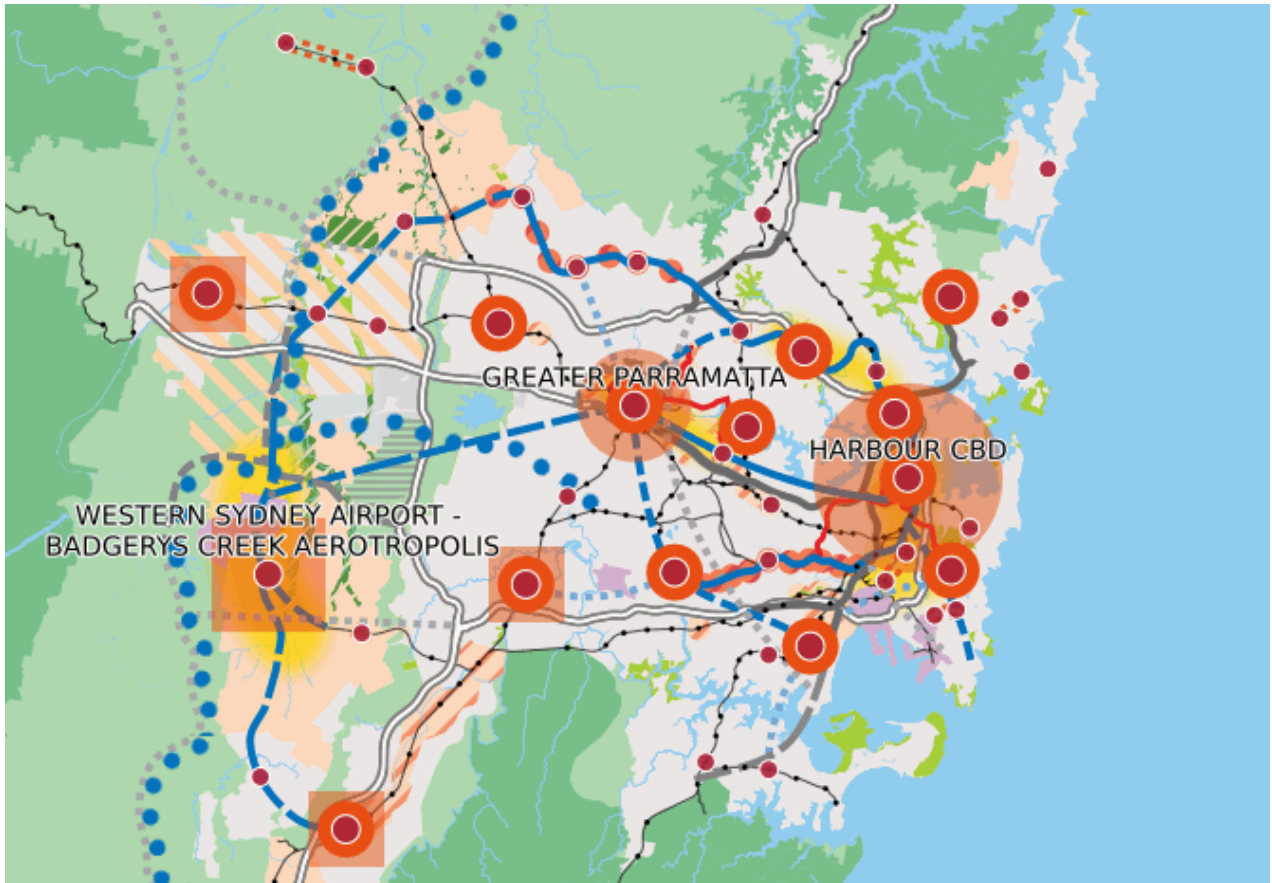 GREATER PARRAMATTA
HARBOUR CBD
WESTERN SYDNEY AIRPORT -
BADGERYS CREEK AEROTROPOLIS